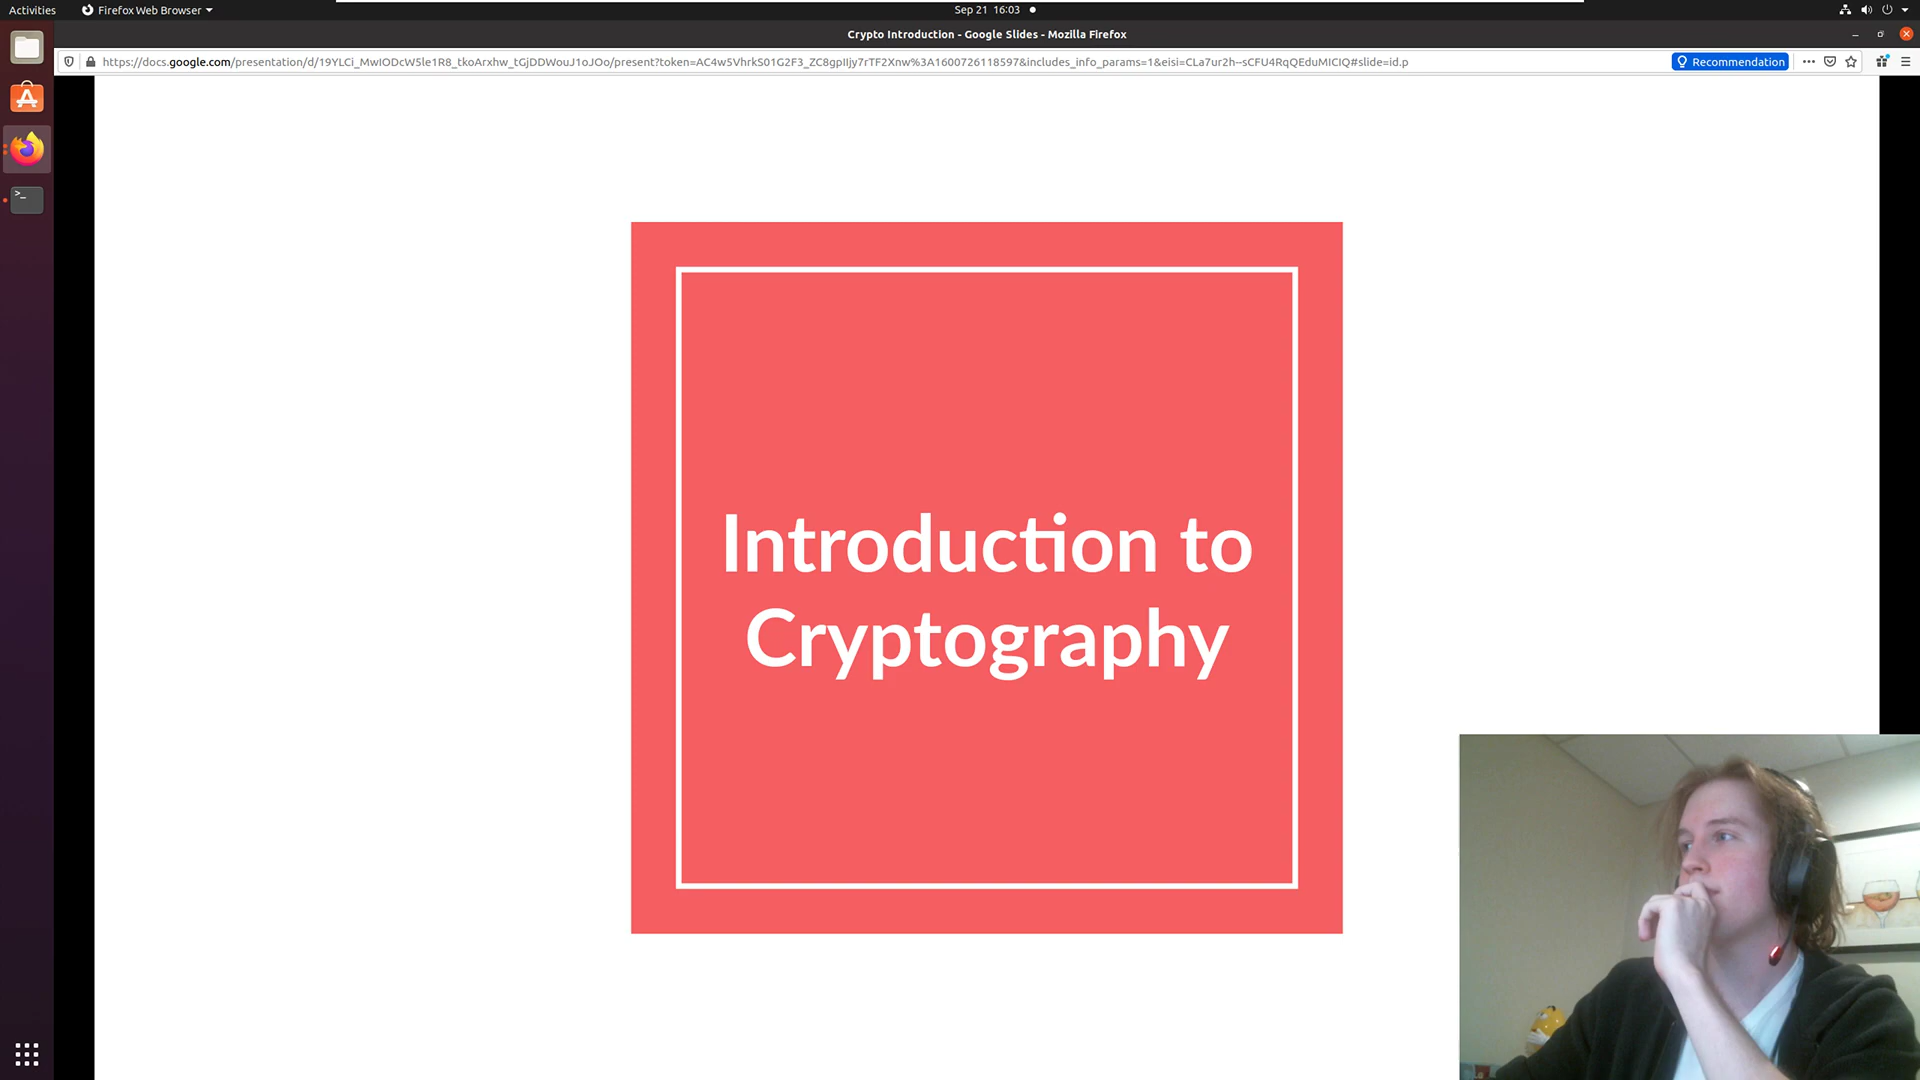 Activities
Firefox Web Browser
Sep 21 16:03
Crypto Introduction - Google Slides - Mozilla Firefox
Recommendation
Introduction to
Cryptography